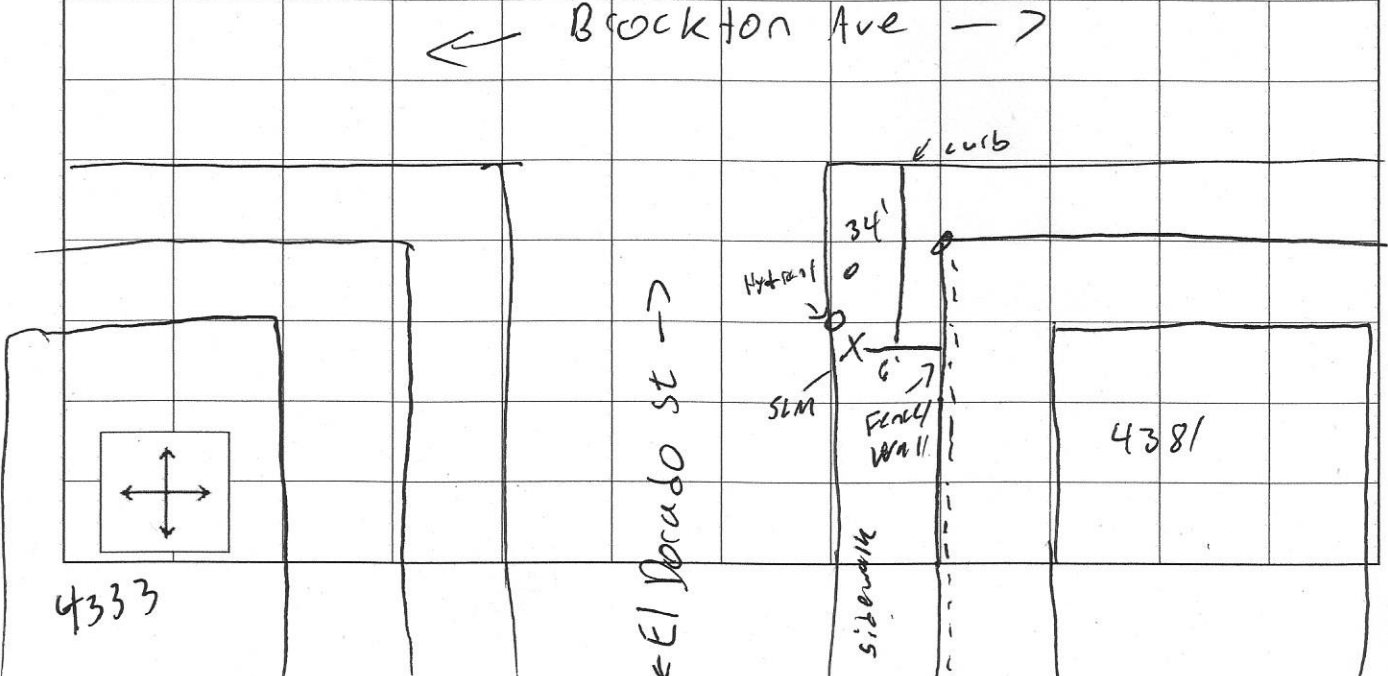 Brockton Ave
curb
34'
Hydrant
El Dorado st
X
6'
SLM
Fence/
Wall
4381
sidewalk
4333